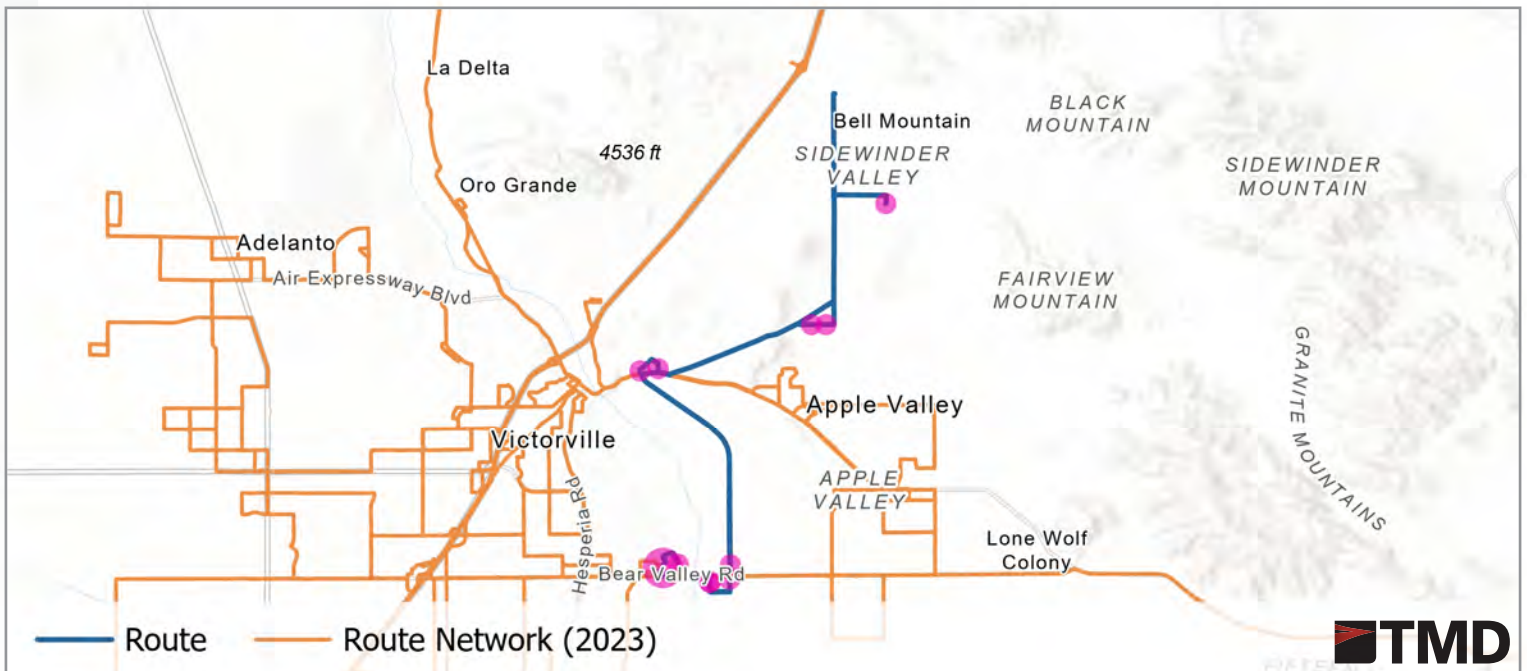 La Delta
Bell Mountain
BLACK
MOUNTAIN
4536 ft
SIDEWINDER
VALLEY
SIDEWINDER
MOUNTAIN
Oro Grande
Adelanto
Air Expressway Blvd
FAIRVIEW
MOUNTAIN
GRANITE MOUNTAINS
Apple Valley
Victorville
APPLE
VALLEY
Hesperia Rd
Lone Wolf
Colony
Bear Valley Rd
Route
Route Network (2023)
TMD